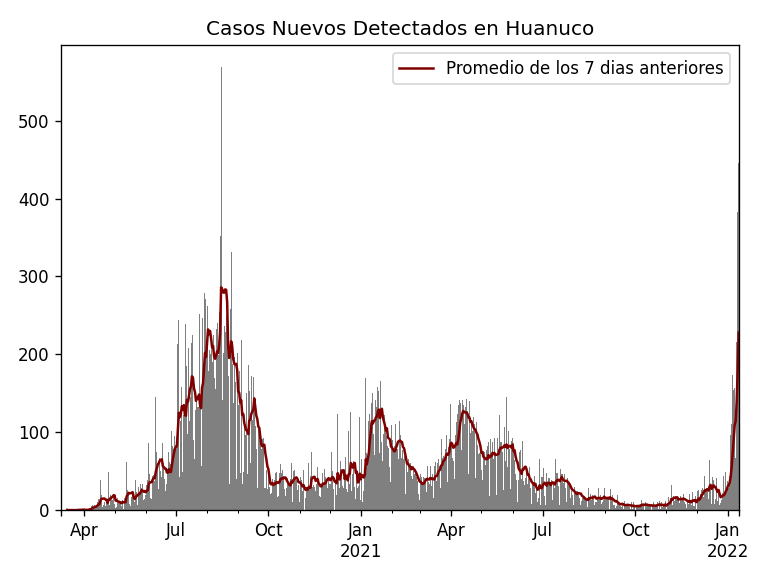 Casos Nuevos Detectados en Huanuco
Promedio de los 7 dias anteriores
500
400
300
200
100
0
Apr Jul Oct Jan Apr Jul Oct Jan
2021 2022